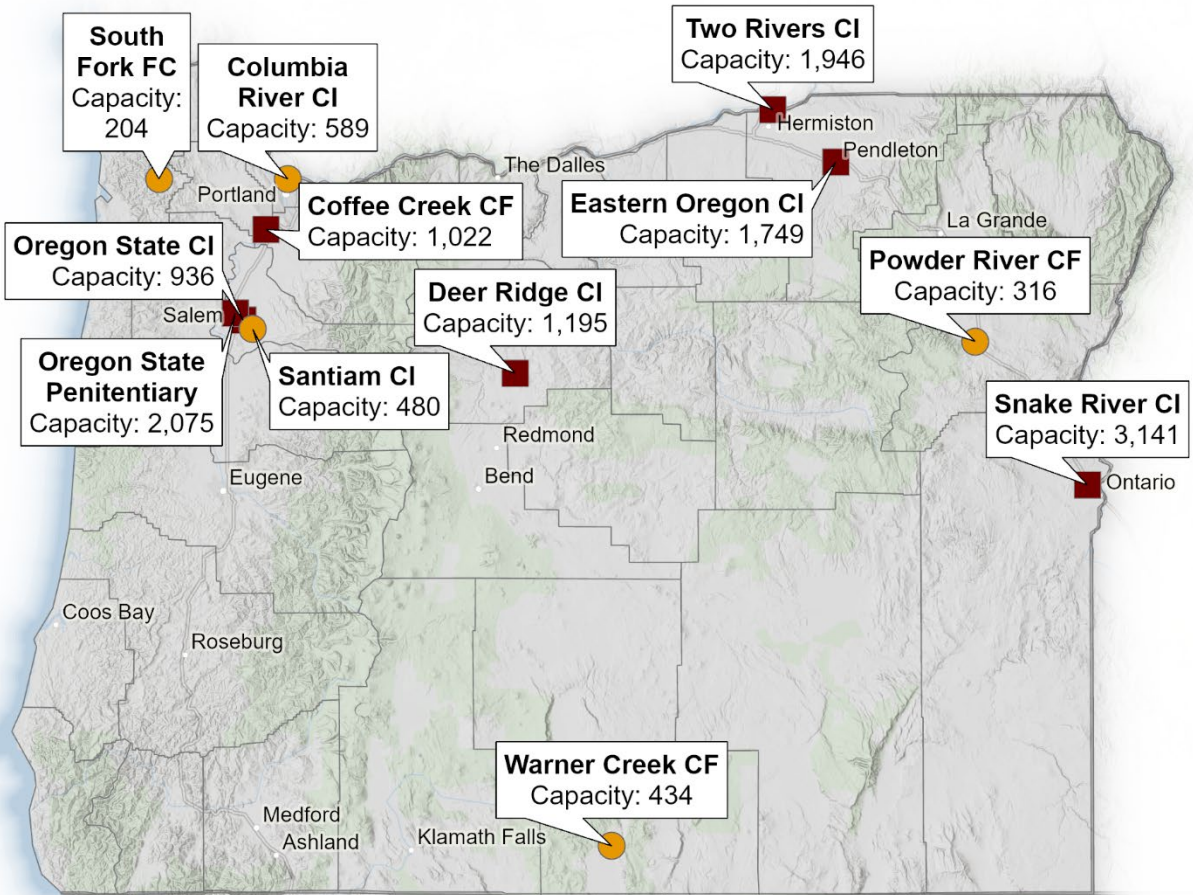 South
Fork FC
Capacity:
204
Columbia
River CI
Capacity: 589
Two Rivers CI
Capacity: 1,946
Hermiston
Pendleton
The Dalles
Portland
Coffee Creek CF
Capacity: 1,022
Eastern Oregon CI
Capacity: 1,749
La Grande
Oregon State CI
Capacity: 936
Powder River CF
Capacity: 316
Deer Ridge CI
Capacity: 1,195
Salem
Oregon State
Penitentiary
Capacity: 2,075
Santiam CI
Capacity: 480
Snake River CI
Capacity: 3,141
Redmond
Bend
Eugene
Ontario
Coos Bay
Roseburg
Warner Creek CF
Capacity: 434
Medford
Ashland
Klamath Falls